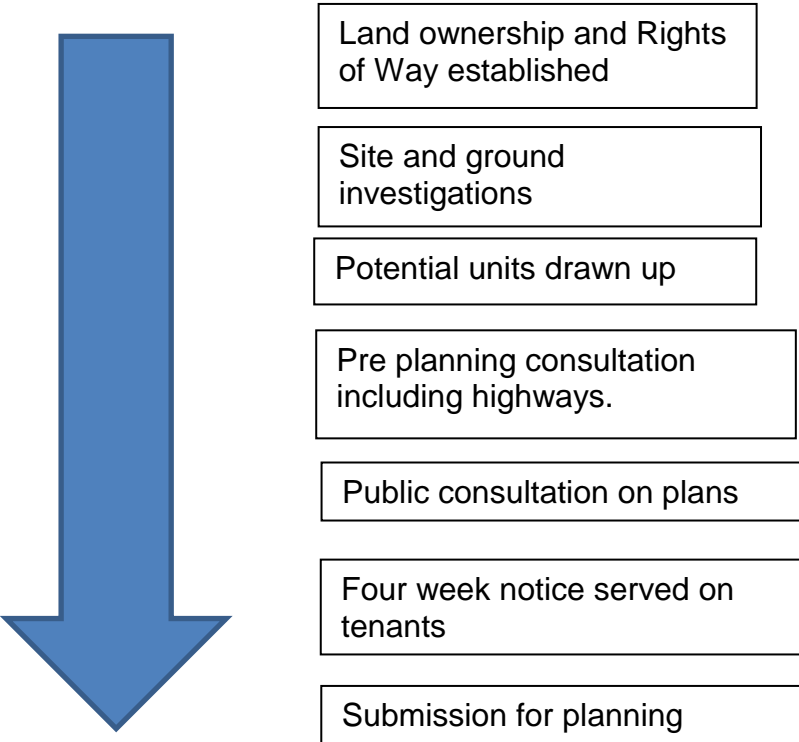 Land ownership and Rights
of Way established
Site and ground
investigations
Potential units drawn up
Pre planning consultation
including highways.
Public consultation on plans
Four week notice served on
tenants
Submission for planning